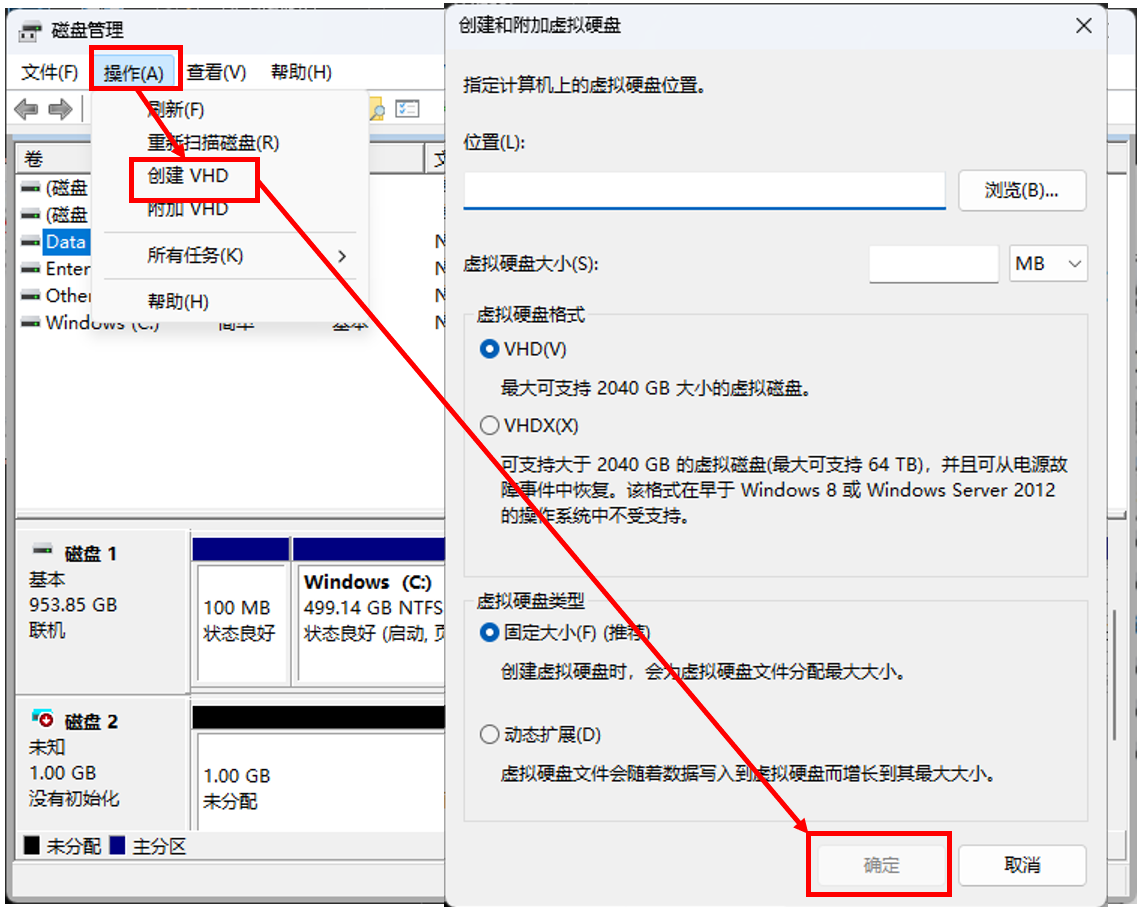 磁盘管理
文件(F)
操作(A)
查看(V)
帮助(H)
刷新(F)
重新扫描磁盘(R)
创建 VHD
附加 VHD
所有任务(K)
帮助(H)
卷
(磁盘
(磁盘
Data
Enter
Other
Windows (C:) 简单 基本
磁盘 1
基本
953.85 GB
联机
100 MB
状态良好
Windows (C:)
499.14 GB NTFS
状态良好 (启动, 页
磁盘 2
未知
1.00 GB
没有初始化
1.00 GB
未分配
未分配 主分区
创建和附加虚拟硬盘
指定计算机上的虚拟硬盘位置。
位置(L):
浏览(B)...
虚拟硬盘大小(S):
MB
虚拟硬盘格式
VHD(V)
最大可支持 2040 GB 大小的虚拟磁盘。
VHDX(X)
可支持大于 2040 GB 的虚拟磁盘(最大可支持 64 TB)，并且可从电源故
障事件中恢复。该格式在早于 Windows 8 或 Windows Server 2012
的操作系统中不受支持。
虚拟硬盘类型
固定大小(F) (推荐)
创建虚拟硬盘时，会为虚拟硬盘文件分配最大大小。
动态扩展(D)
虚拟硬盘文件会随着数据写入到虚拟硬盘而增长到其最大大小。
确定
取消